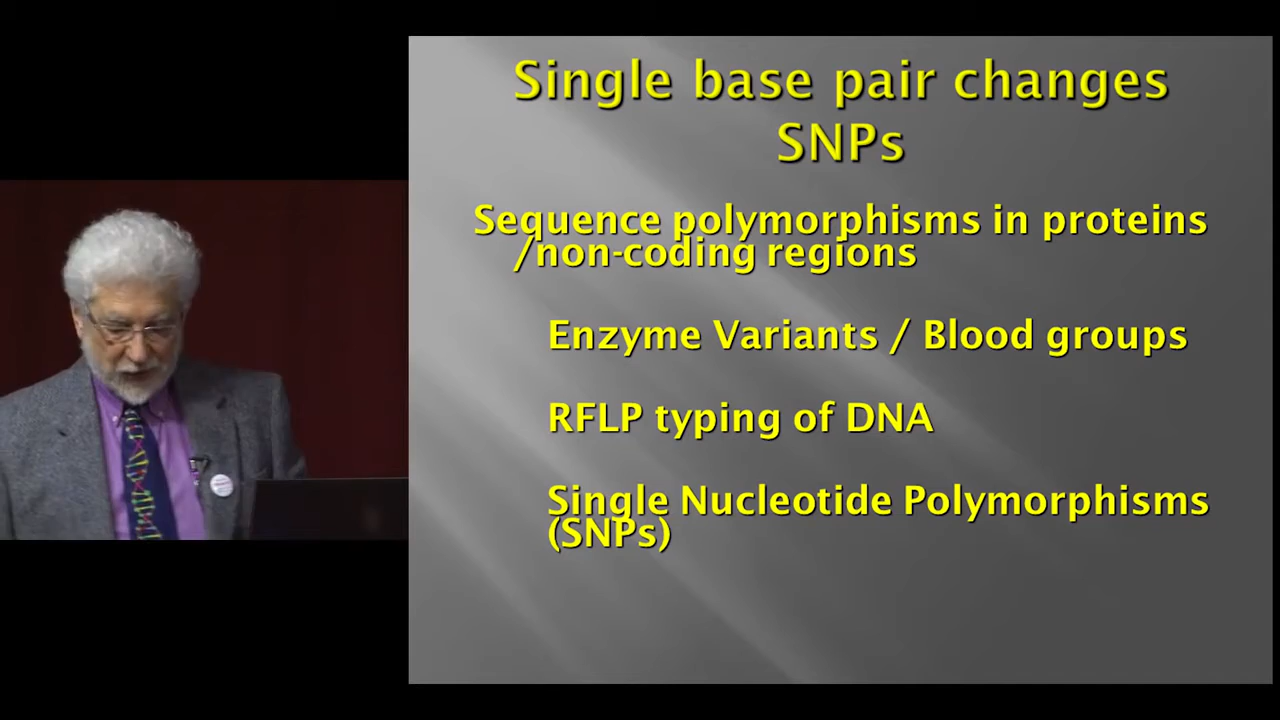 Single base pair changes
SNPs
Sequence polymorphisms in proteins
/non-coding regions
Enzyme Variants / Blood groups
RFLP typing of DNA
Single Nucleotide Polymorphisms
(SNPs)